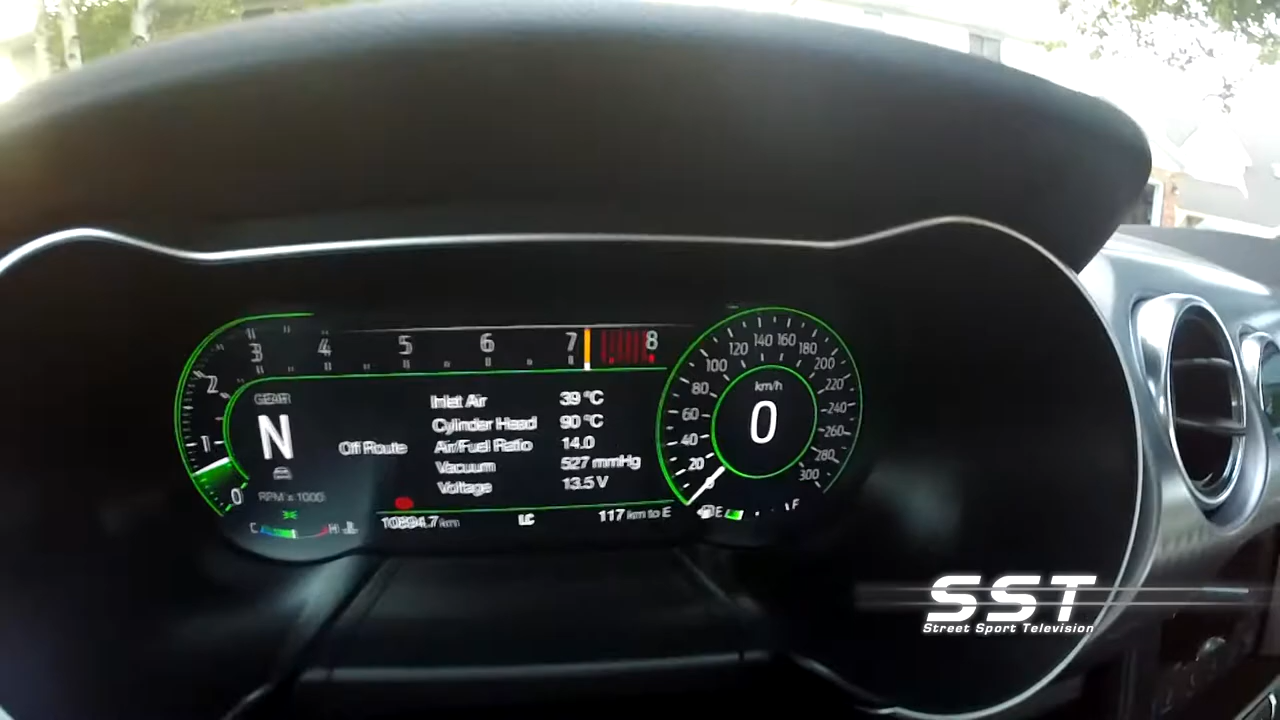 3 4 5 6 7 8
2
1
0
GEAR
N
RPM x 1000
C H
Off Route
Inlet Air 39 °C
Cylinder Head 90 °C
Air/Fuel Ratio 14.0
Vacuum 527 mmHg
Voltage 13.5 V
10894.7 km LC 117 km to E
0 20 40 60 80 100 120 140 160 180 200 220 240 260 280 300
km/h
0
E F
SST
Street Sport Television